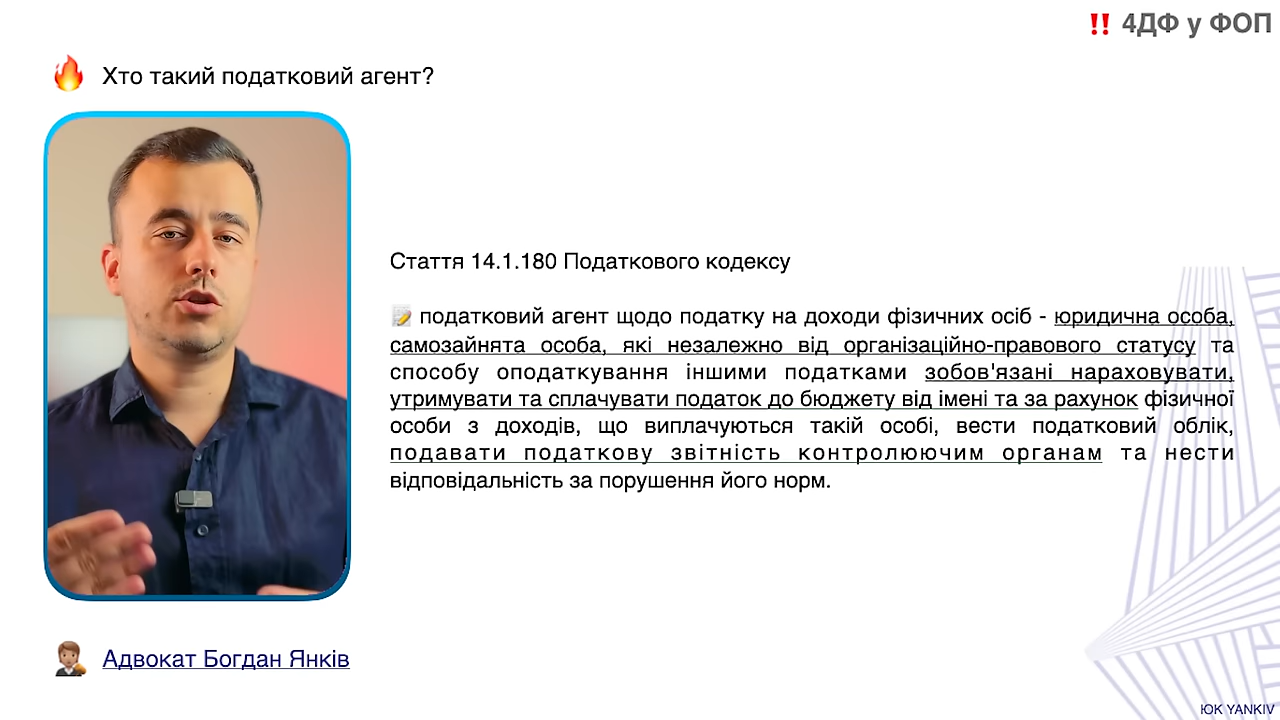 ‼️ 4ДФ у ФОП
🔥 Хто такий податковий агент?
Стаття 14.1.180 Податкового кодексу
📝 податковий агент щодо податку на доходи фізичних осіб - юридична особа,
самозайнята особа, які незалежно від організаційно-правового статусу та
способу оподаткування іншими податками зобов'язані нараховувати,
утримувати та сплачувати податок до бюджету від імені та за рахунок фізичної
особи з доходів, що виплачуються такій особі, вести податковий облік,
подавати податкову звітність контролюючим органам та нести
відповідальність за порушення його норм.
Адвокат Богдан Янків
ЮК YANKIV